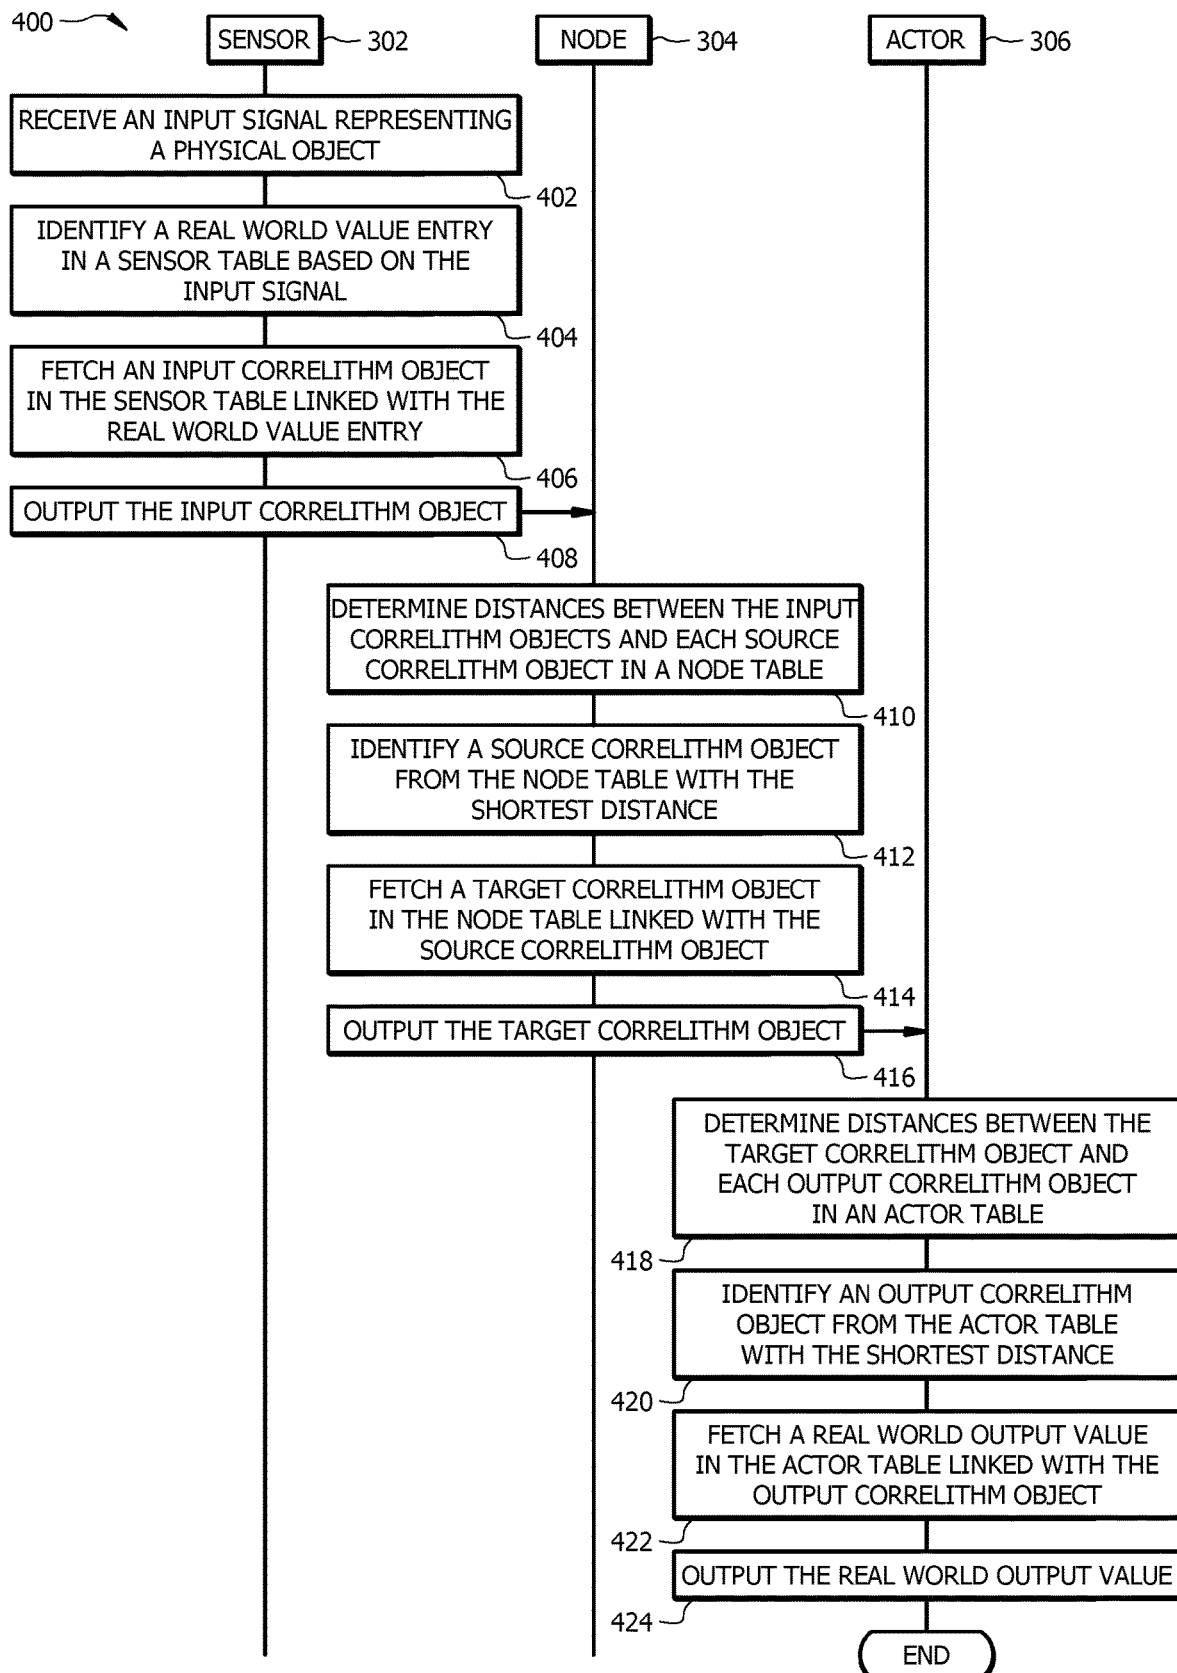 400
SENSOR 302 NODE 304 ACTOR 306
RECEIVE AN INPUT SIGNAL REPRESENTING
A PHYSICAL OBJECT
402
IDENTIFY A REAL WORLD VALUE ENTRY
IN A SENSOR TABLE BASED ON THE
INPUT SIGNAL
404
FETCH AN INPUT CORRELITHM OBJECT
IN THE SENSOR TABLE LINKED WITH THE
REAL WORLD VALUE ENTRY
406
OUTPUT THE INPUT CORRELITHM OBJECT
408
DETERMINE DISTANCES BETWEEN THE INPUT
CORRELITHM OBJECTS AND EACH SOURCE
CORRELITHM OBJECT IN A NODE TABLE
410
IDENTIFY A SOURCE CORRELITHM OBJECT
FROM THE NODE TABLE WITH THE
SHORTEST DISTANCE
412
FETCH A TARGET CORRELITHM OBJECT
IN THE NODE TABLE LINKED WITH THE
SOURCE CORRELITHM OBJECT
414
OUTPUT THE TARGET CORRELITHM OBJECT
416
DETERMINE DISTANCES BETWEEN THE
TARGET CORRELITHM OBJECT AND
EACH OUTPUT CORRELITHM OBJECT
IN AN ACTOR TABLE
418
IDENTIFY AN OUTPUT CORRELITHM
OBJECT FROM THE ACTOR TABLE
WITH THE SHORTEST DISTANCE
420
FETCH A REAL WORLD OUTPUT VALUE
IN THE ACTOR TABLE LINKED WITH THE
OUTPUT CORRELITHM OBJECT
422
OUTPUT THE REAL WORLD OUTPUT VALUE
424
END